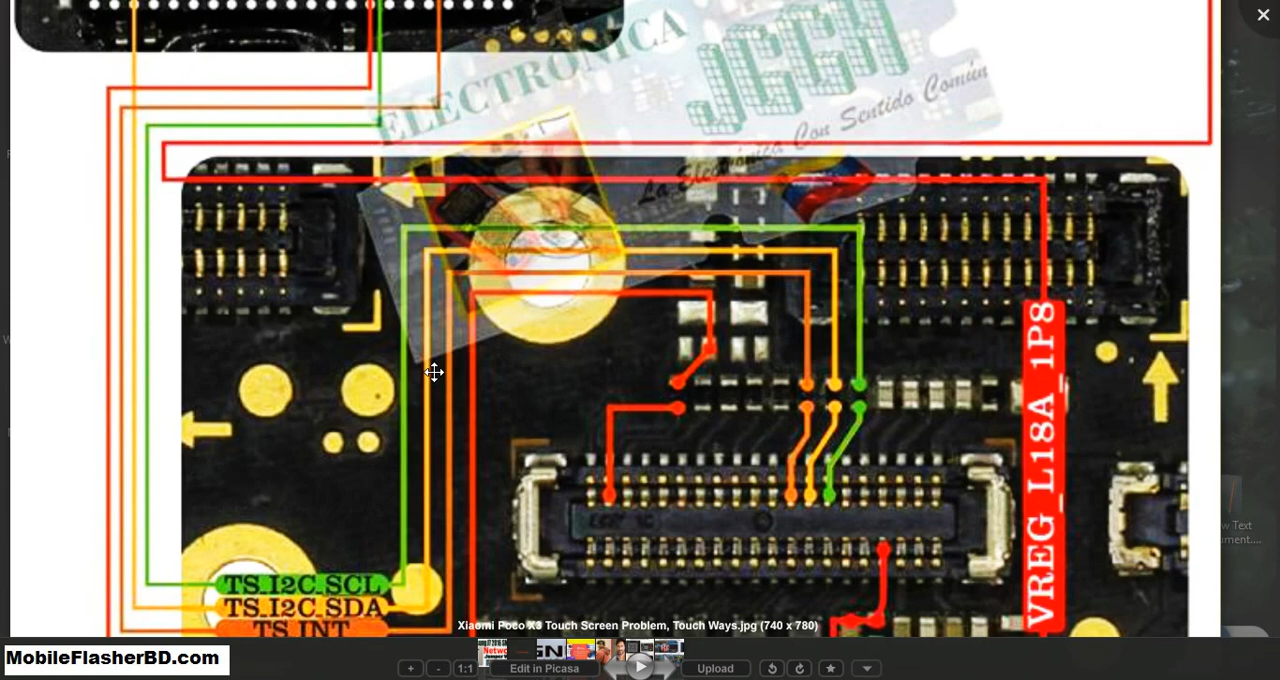 ELECTRÓNICA
JCCH
La Electrónica Con Sentido Común
VREG_L18A_1P8
TS_I2C_SCL
TS_I2C_SDA
TS_INT
Xiaomi Poco X3 Touch Screen Problem, Touch Ways.jpg (740 x 780)
MobileFlasherBD.com
+
-
1:1
Edit in Picasa
Upload